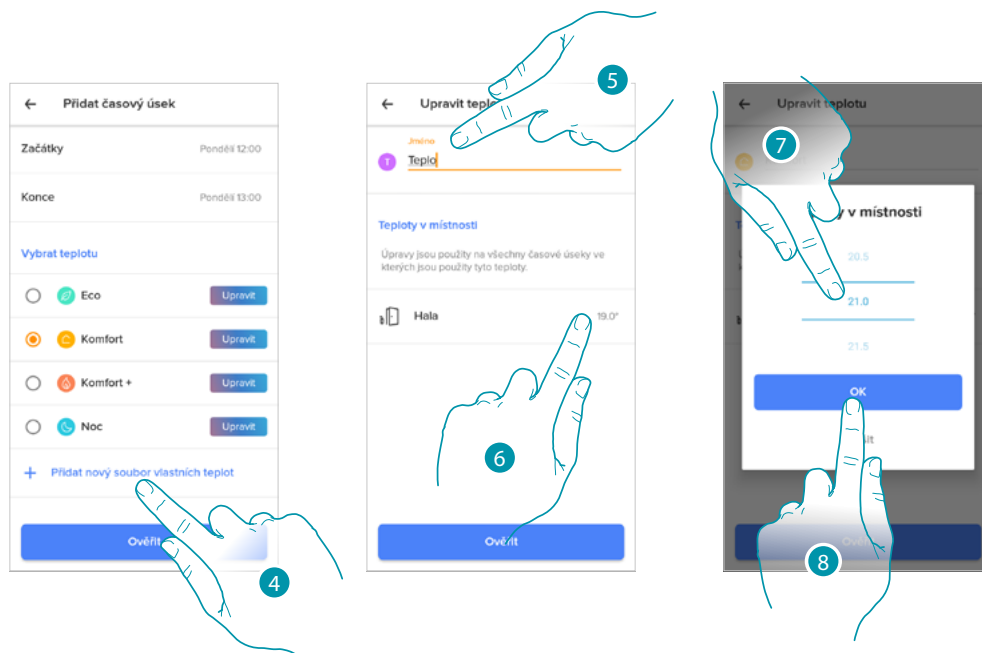 Přidat časový úsek
Začátky
Pondělí 12:00
Konce
Pondělí 13:00
Vybrat teplotu
Eco
Upravit
Komfort
Upravit
Komfort +
Upravit
Noc
Upravit
+ Přidat nový soubor vlastních teplot
Ověřit
4
Upravit teplo
5
Jméno
T
Teplo
Teploty v místnosti
Úpravy jsou použity na všechny časové úseky ve
kterých jsou použity tyto teploty.
Hala
19.0°
6
Ověřit
Upravit teplotu
7
y v místnosti
20.5
21.0
21.5
OK
8